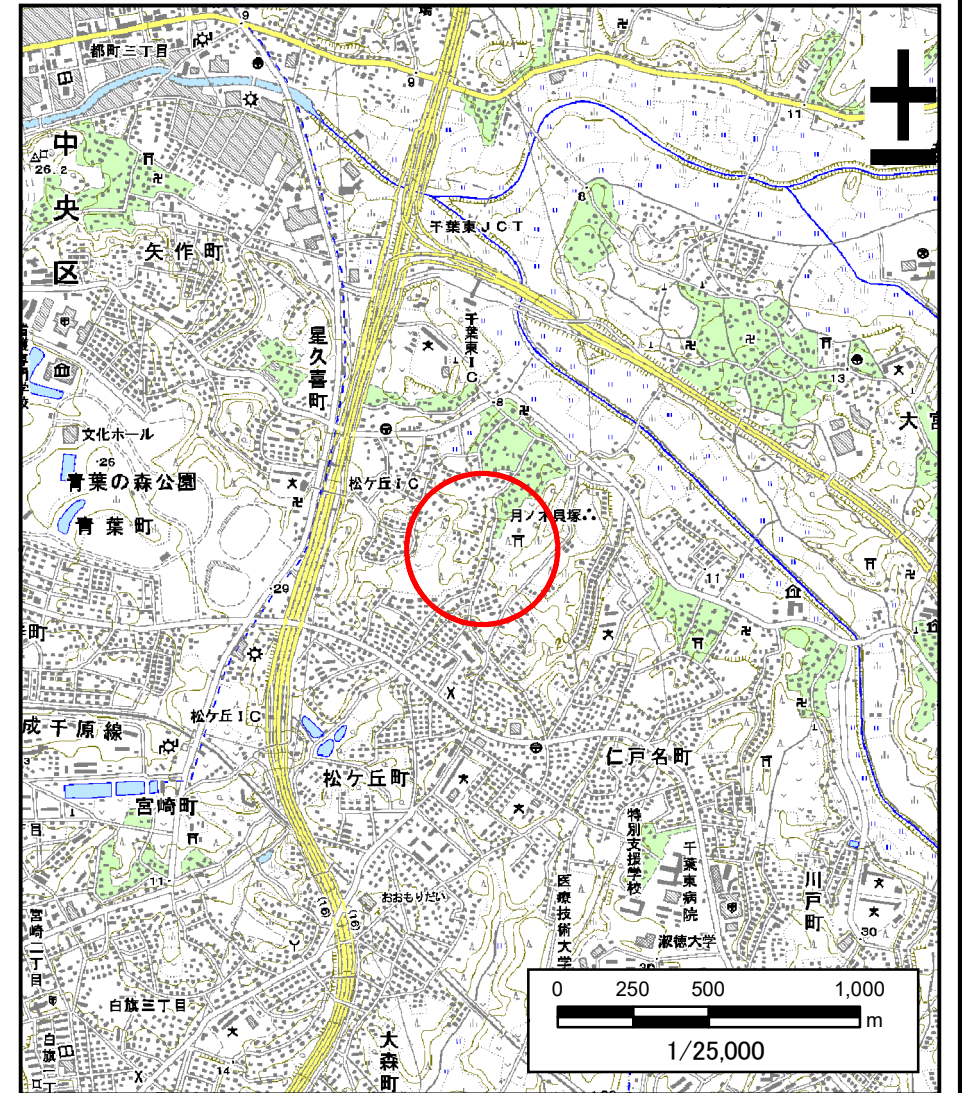 9
都町三丁目
9
11
中央区
26.2
8
千葉東JCT
矢作町
千葉東IC
星久喜町
13
大宮
8
文化ホール
26
青葉の森公園
松ケ丘IC
月ノ木貝塚
青葉町
11
29
松ケ丘IC
成千原線
仁戸名町
松ケ丘町
宮崎町
特別支援学校
千葉東病院
川戸町
11
医療技術大学
おおもりだい
(16)
(16)
宮崎二丁目
淑徳大学
30
白旗三丁目
大森町
14
0 250 500 1,000
m
1/25,000